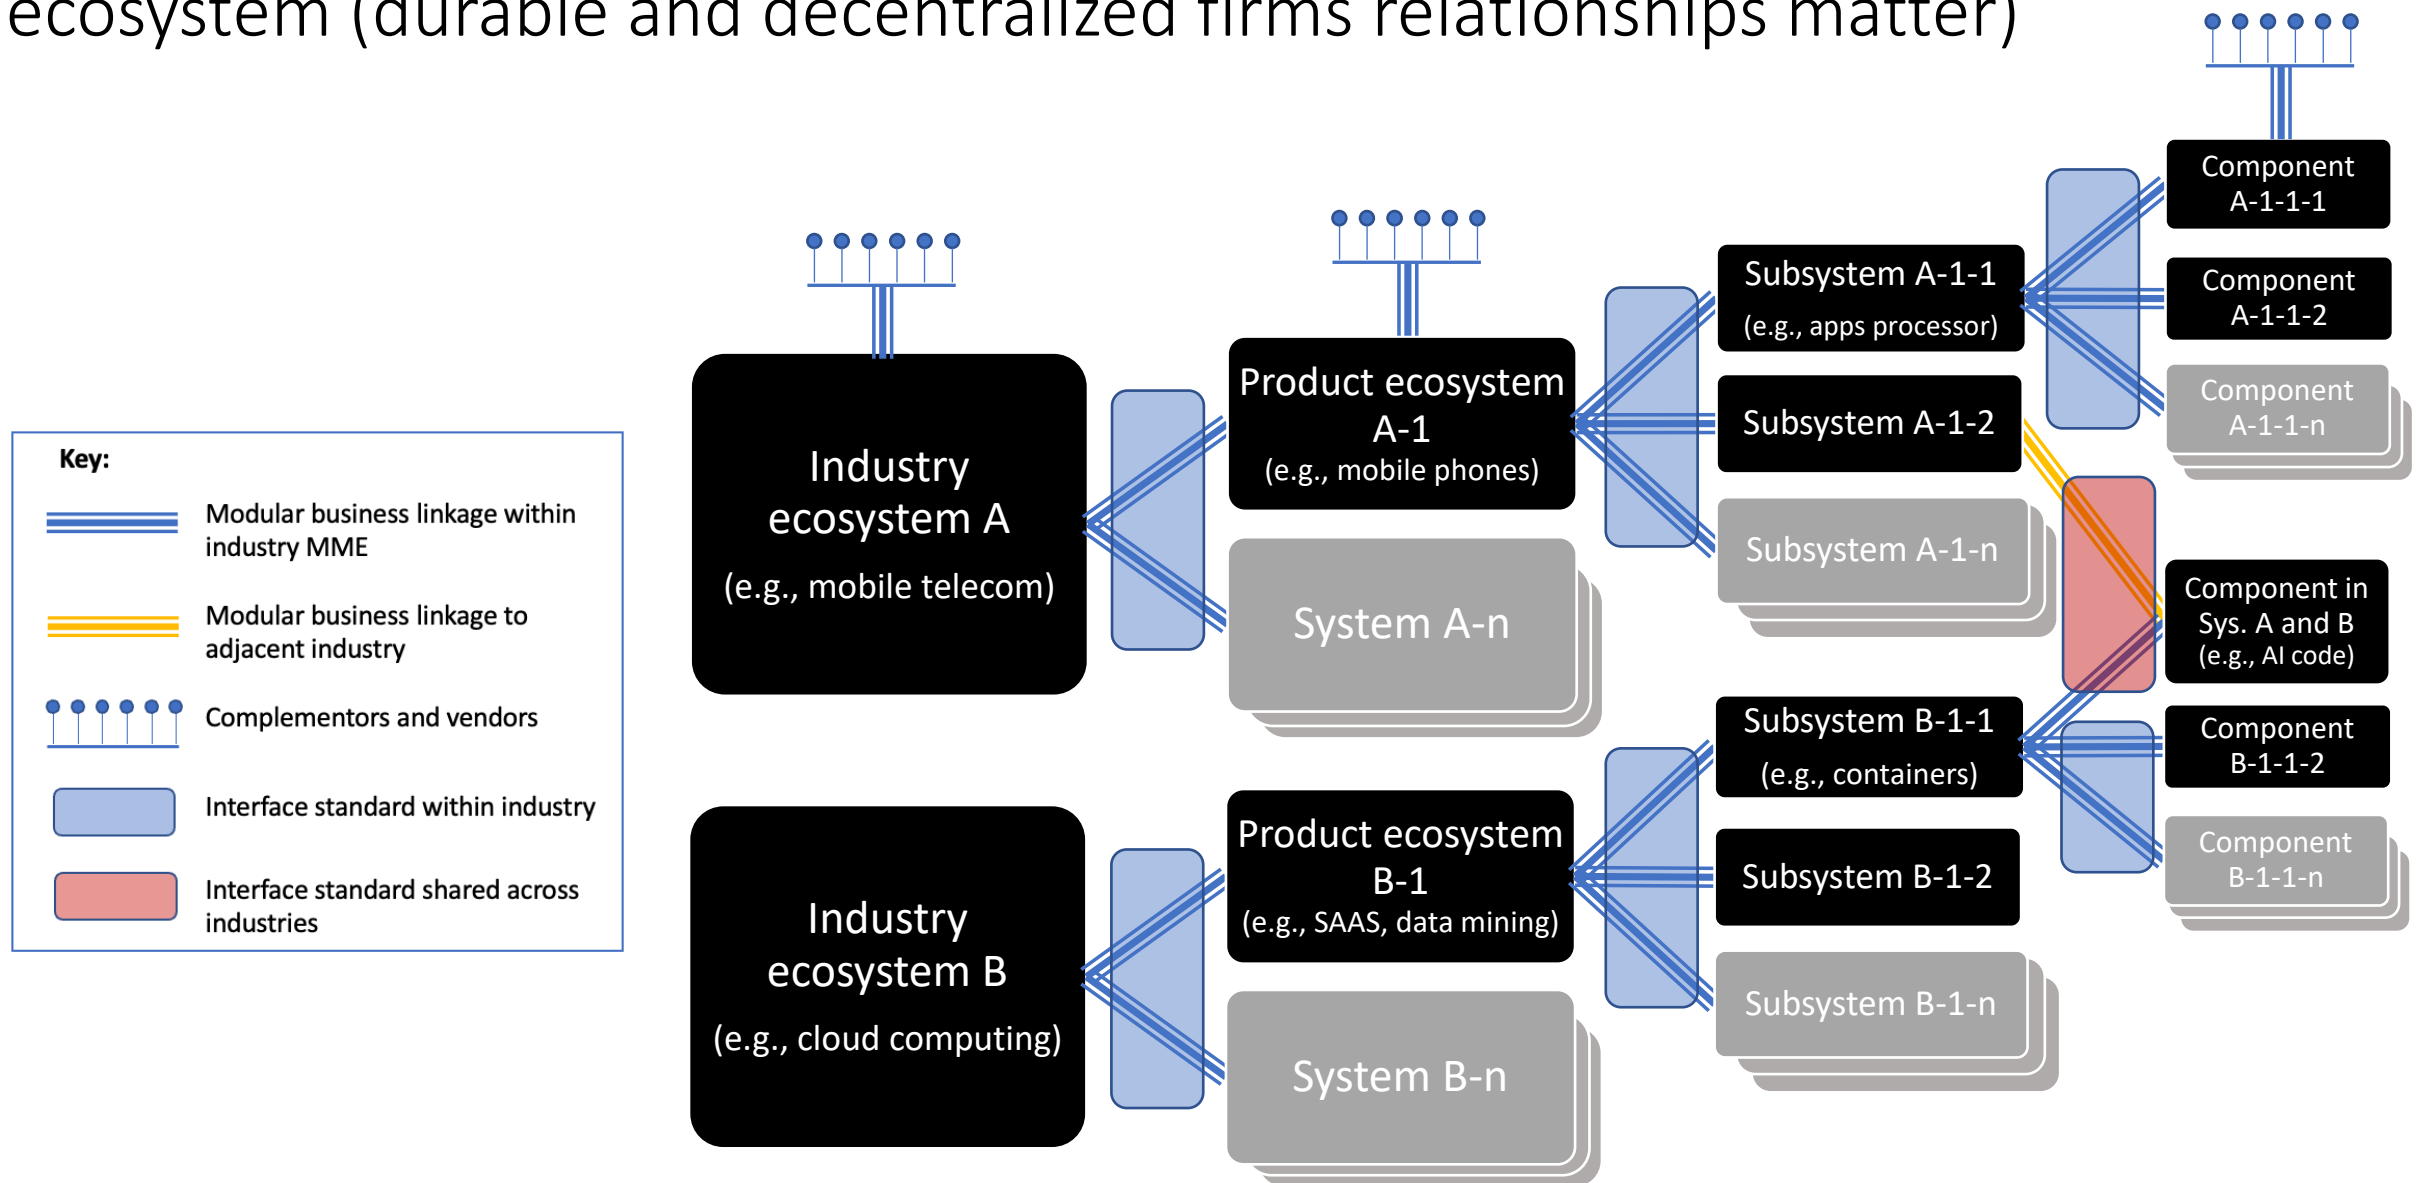 ecosystem (durable and decentralized firms relationships matter)
Key:
Modular business linkage within
industry MME
Modular business linkage to
adjacent industry
Complementors and vendors
Interface standard within industry
Interface standard shared across
industries
Industry
ecosystem A
(e.g., mobile telecom)
Product ecosystem
A-1
(e.g., mobile phones)
System A-n
Subsystem A-1-1
(e.g., apps processor)
Subsystem A-1-2
Subsystem A-1-n
Component
A-1-1-1
Component
A-1-1-2
Component
A-1-1-n
Component in
Sys. A and B
(e.g., AI code)
Industry
ecosystem B
(e.g., cloud computing)
Product ecosystem
B-1
(e.g., SAAS, data mining)
System B-n
Subsystem B-1-1
(e.g., containers)
Subsystem B-1-2
Subsystem B-1-n
Component
B-1-1-2
Component
B-1-1-n